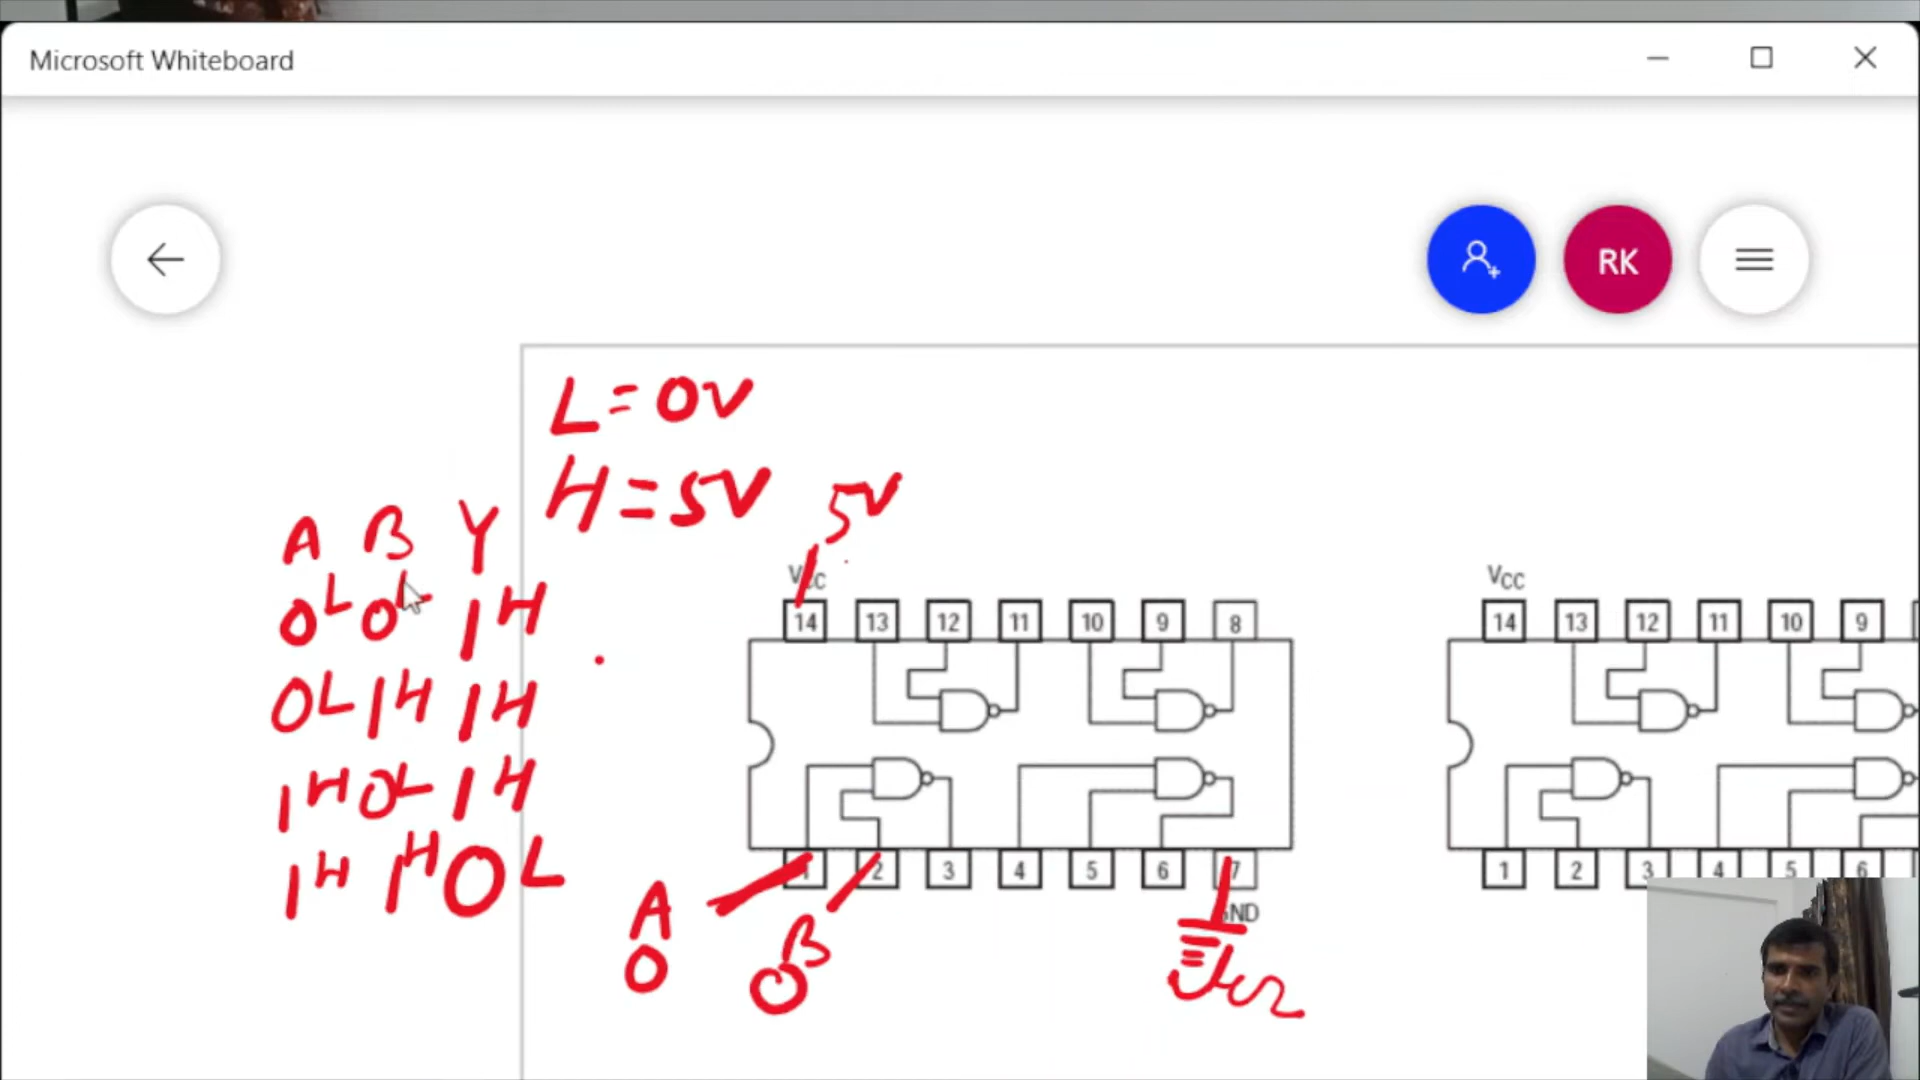 Microsoft Whiteboard
RK
L = 0V
H = 5V
5V
A B Y
0L 0L 1H
0L 1H 1H
1H 0L 1H
1H 1H 0L
VCC
14 13 12 11 10 9 8
1 2 3 4 5 6 7
GND
A B
0 0
VCC
14 13 12 11 10 9
1 2 3 4 5 6